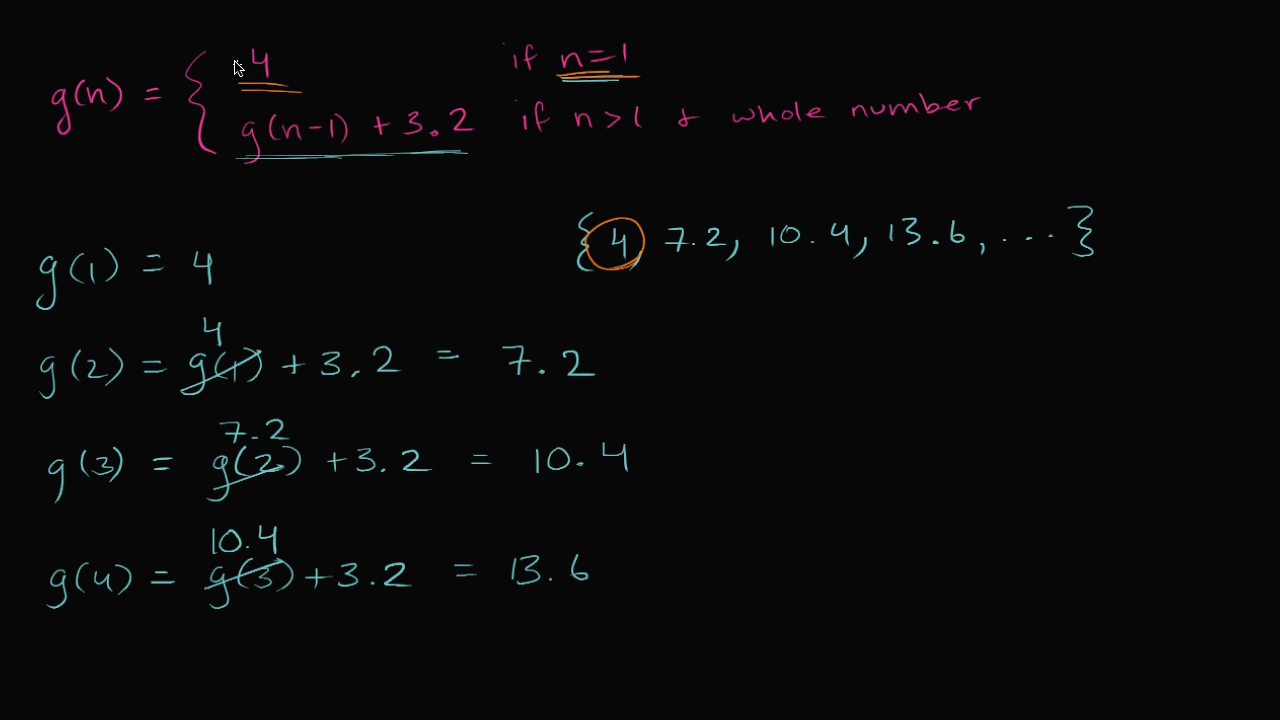 g(n) = { 4 if n=1
g(n-1) + 3.2 if n>1 & whole number
{4, 7.2, 10.4, 13.6, ...}
g(1) = 4
4
g(2) = g(1) + 3.2 = 7.2
7.2
g(3) = g(2) + 3.2 = 10.4
10.4
g(4) = g(3) + 3.2 = 13.6